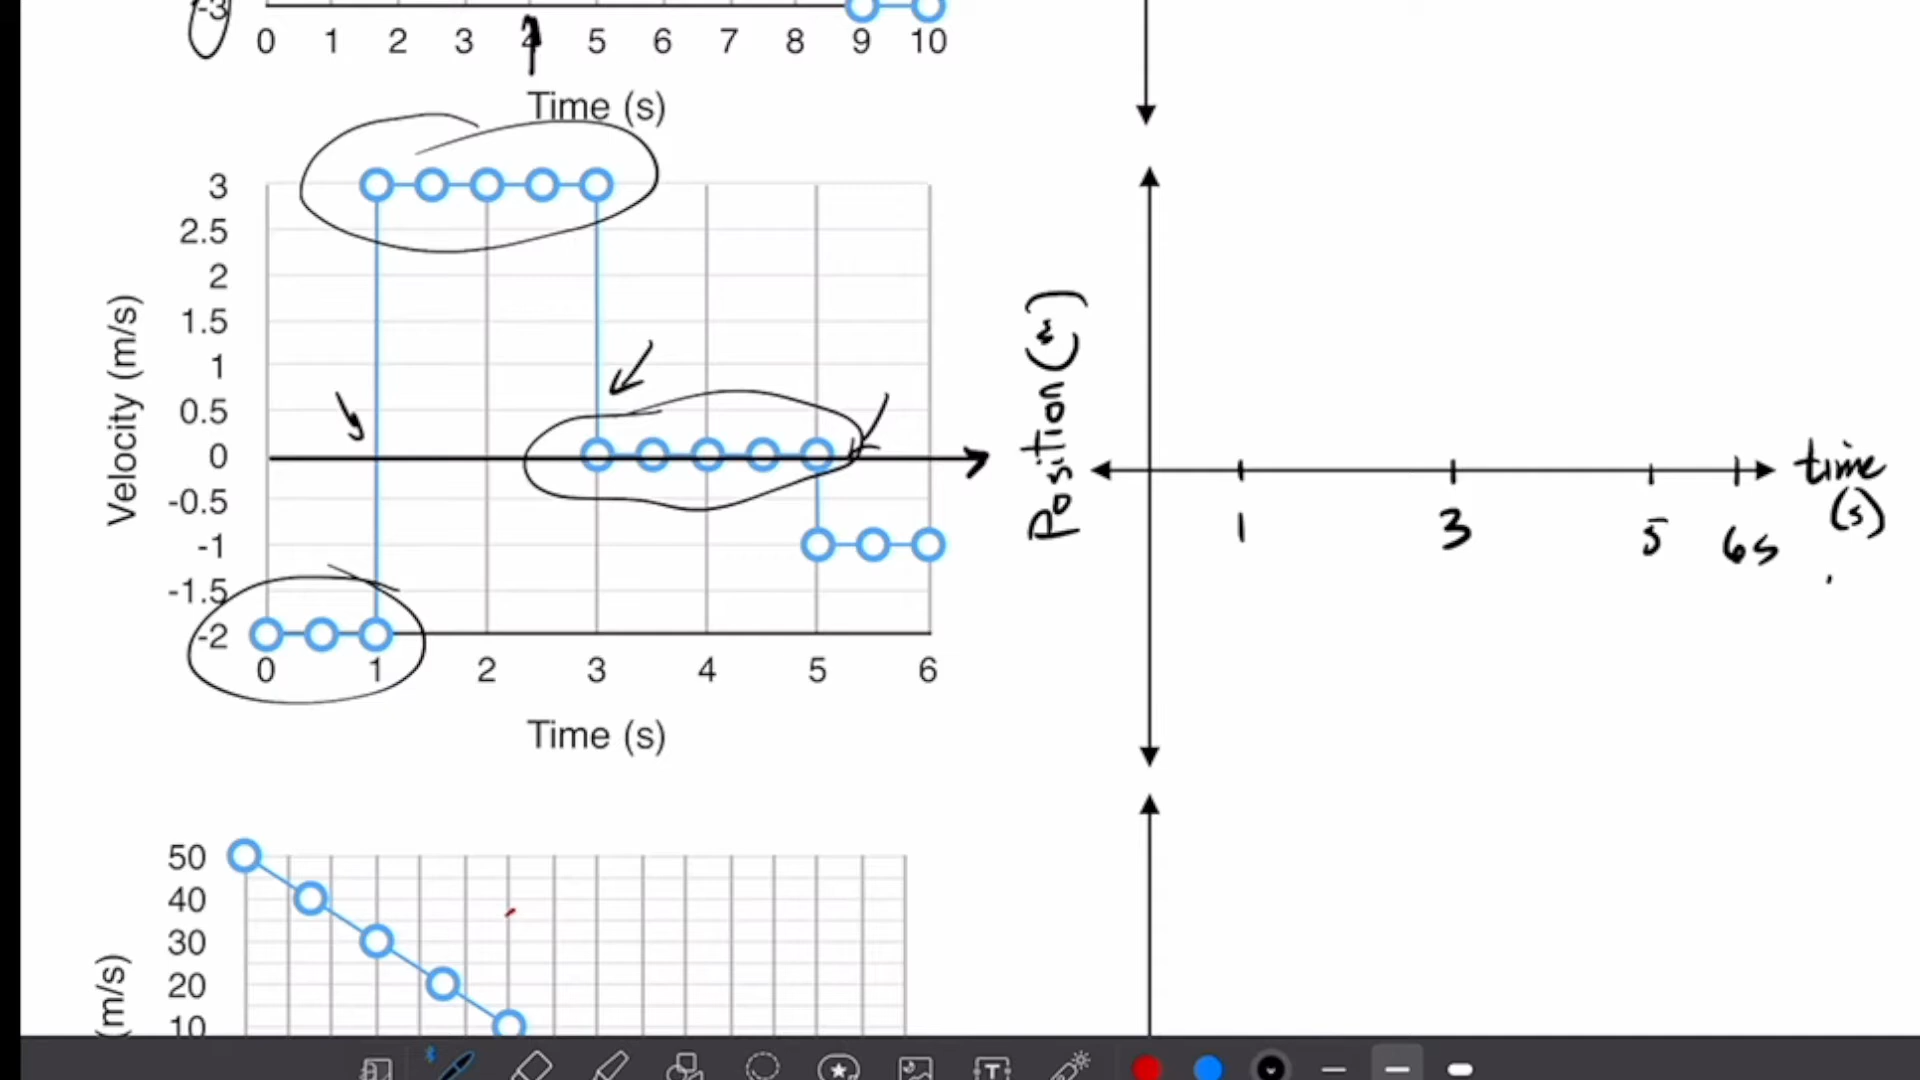 -3
0 1 2 3 4 5 6 7 8 9 10
Time (s)
3
2.5
2
1.5
1
0.5
0
-0.5
-1
-1.5
-2
Velocity (m/s)
0 1 2 3 4 5 6
Time (s)
Position (m)
1 3 5 6s
time
(s)
50
40
30
20
10
(m/s)
T